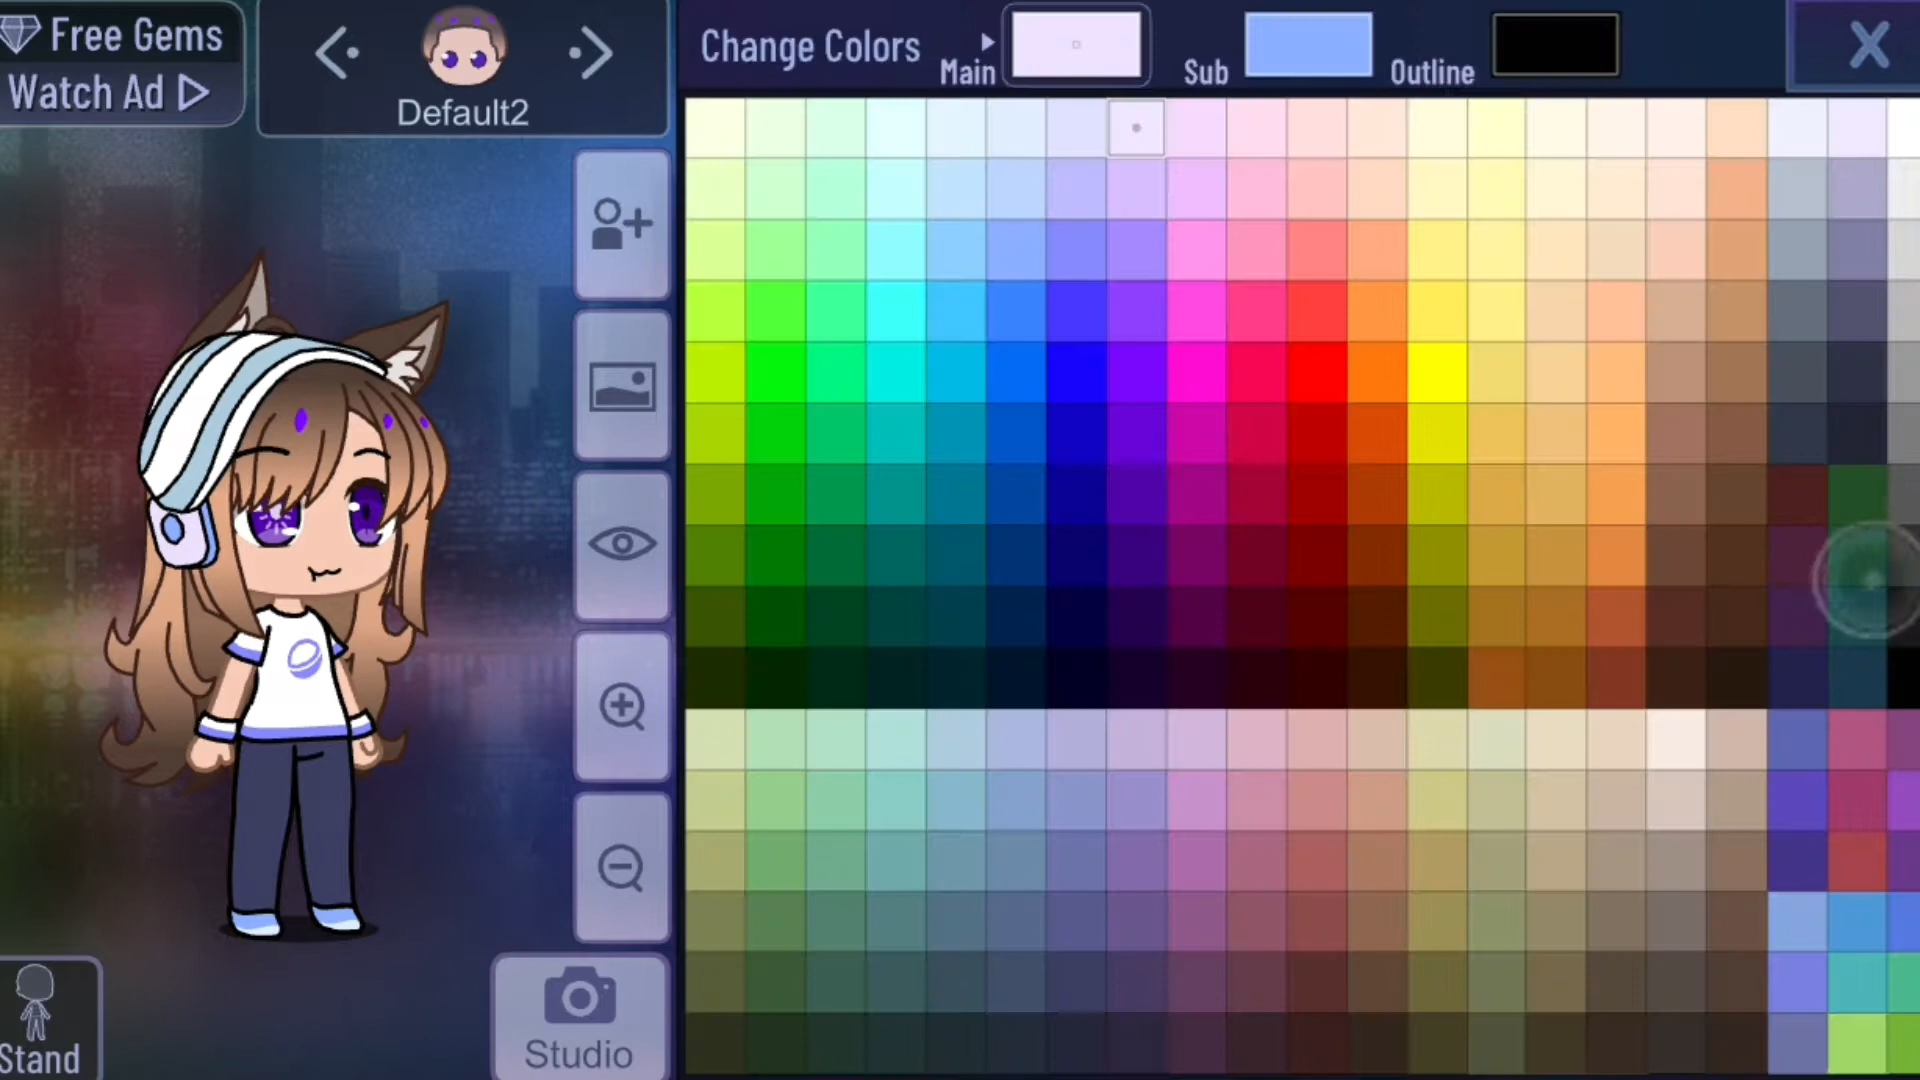 Free Gems
Watch Ad
Default2
Change Colors
Main
Sub
Outline
X
Stand
Studio